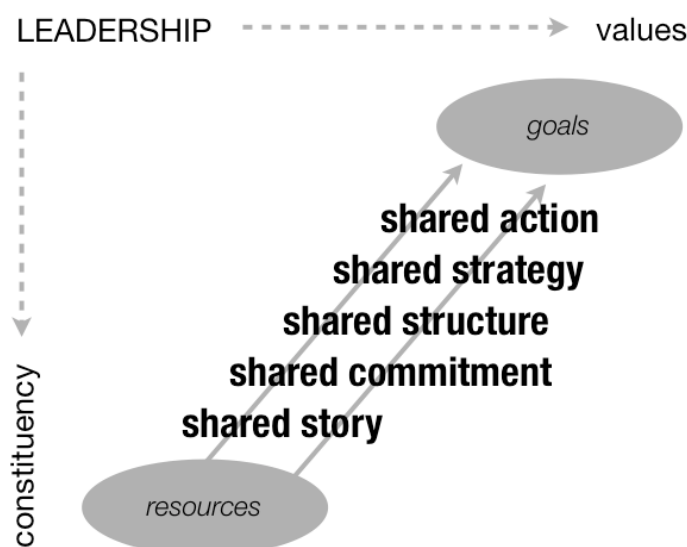 LEADERSHIP values
goals
shared action
shared strategy
shared structure
shared commitment
shared story
constituency
resources